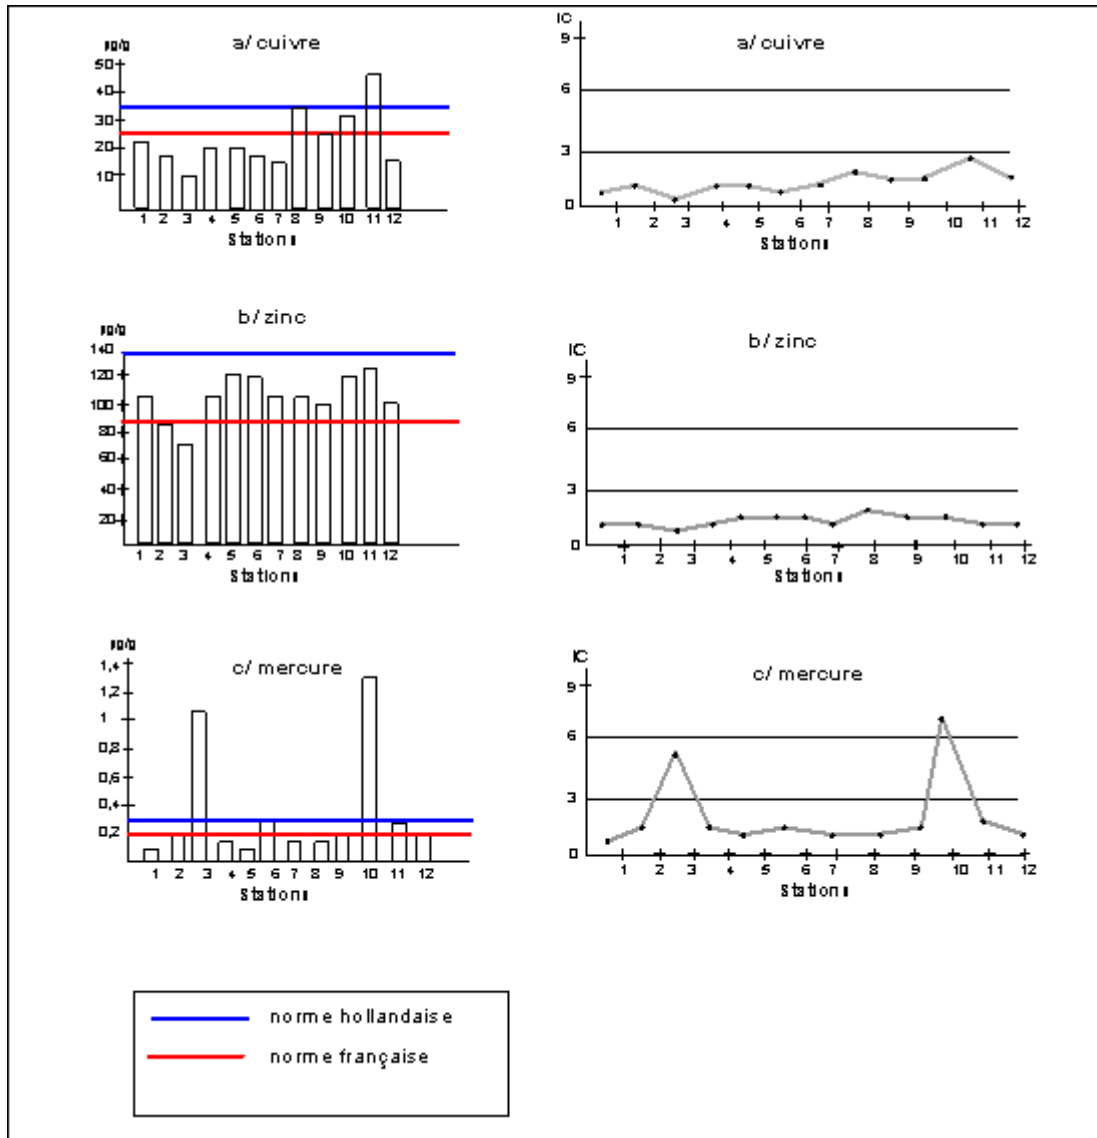 a/ cuivre
µg/g
50
40
30
20
10
1 2 3 4 5 6 7 8 9 10 11 12
Stations
IC
a/ cuivre
9
6
3
0
1 2 3 4 5 6 7 8 9 10 11 12
Stations
b/ zinc
µg/g
140
120
100
80
60
40
20
1 2 3 4 5 6 7 8 9 10 11 12
Stations
b/ zinc
IC
9
6
3
0
1 2 3 4 5 6 7 8 9 10 11 12
Stations
µg/g
c/ mercure
1,4
1,2
1
0,8
0,6
0,4
0,2
1 2 3 4 5 6 7 8 9 10 11 12
Stations
IC
c/ mercure
9
6
3
0
1 2 3 4 5 6 7 8 9 10 11 12
Stations
norme hollandaise
norme française